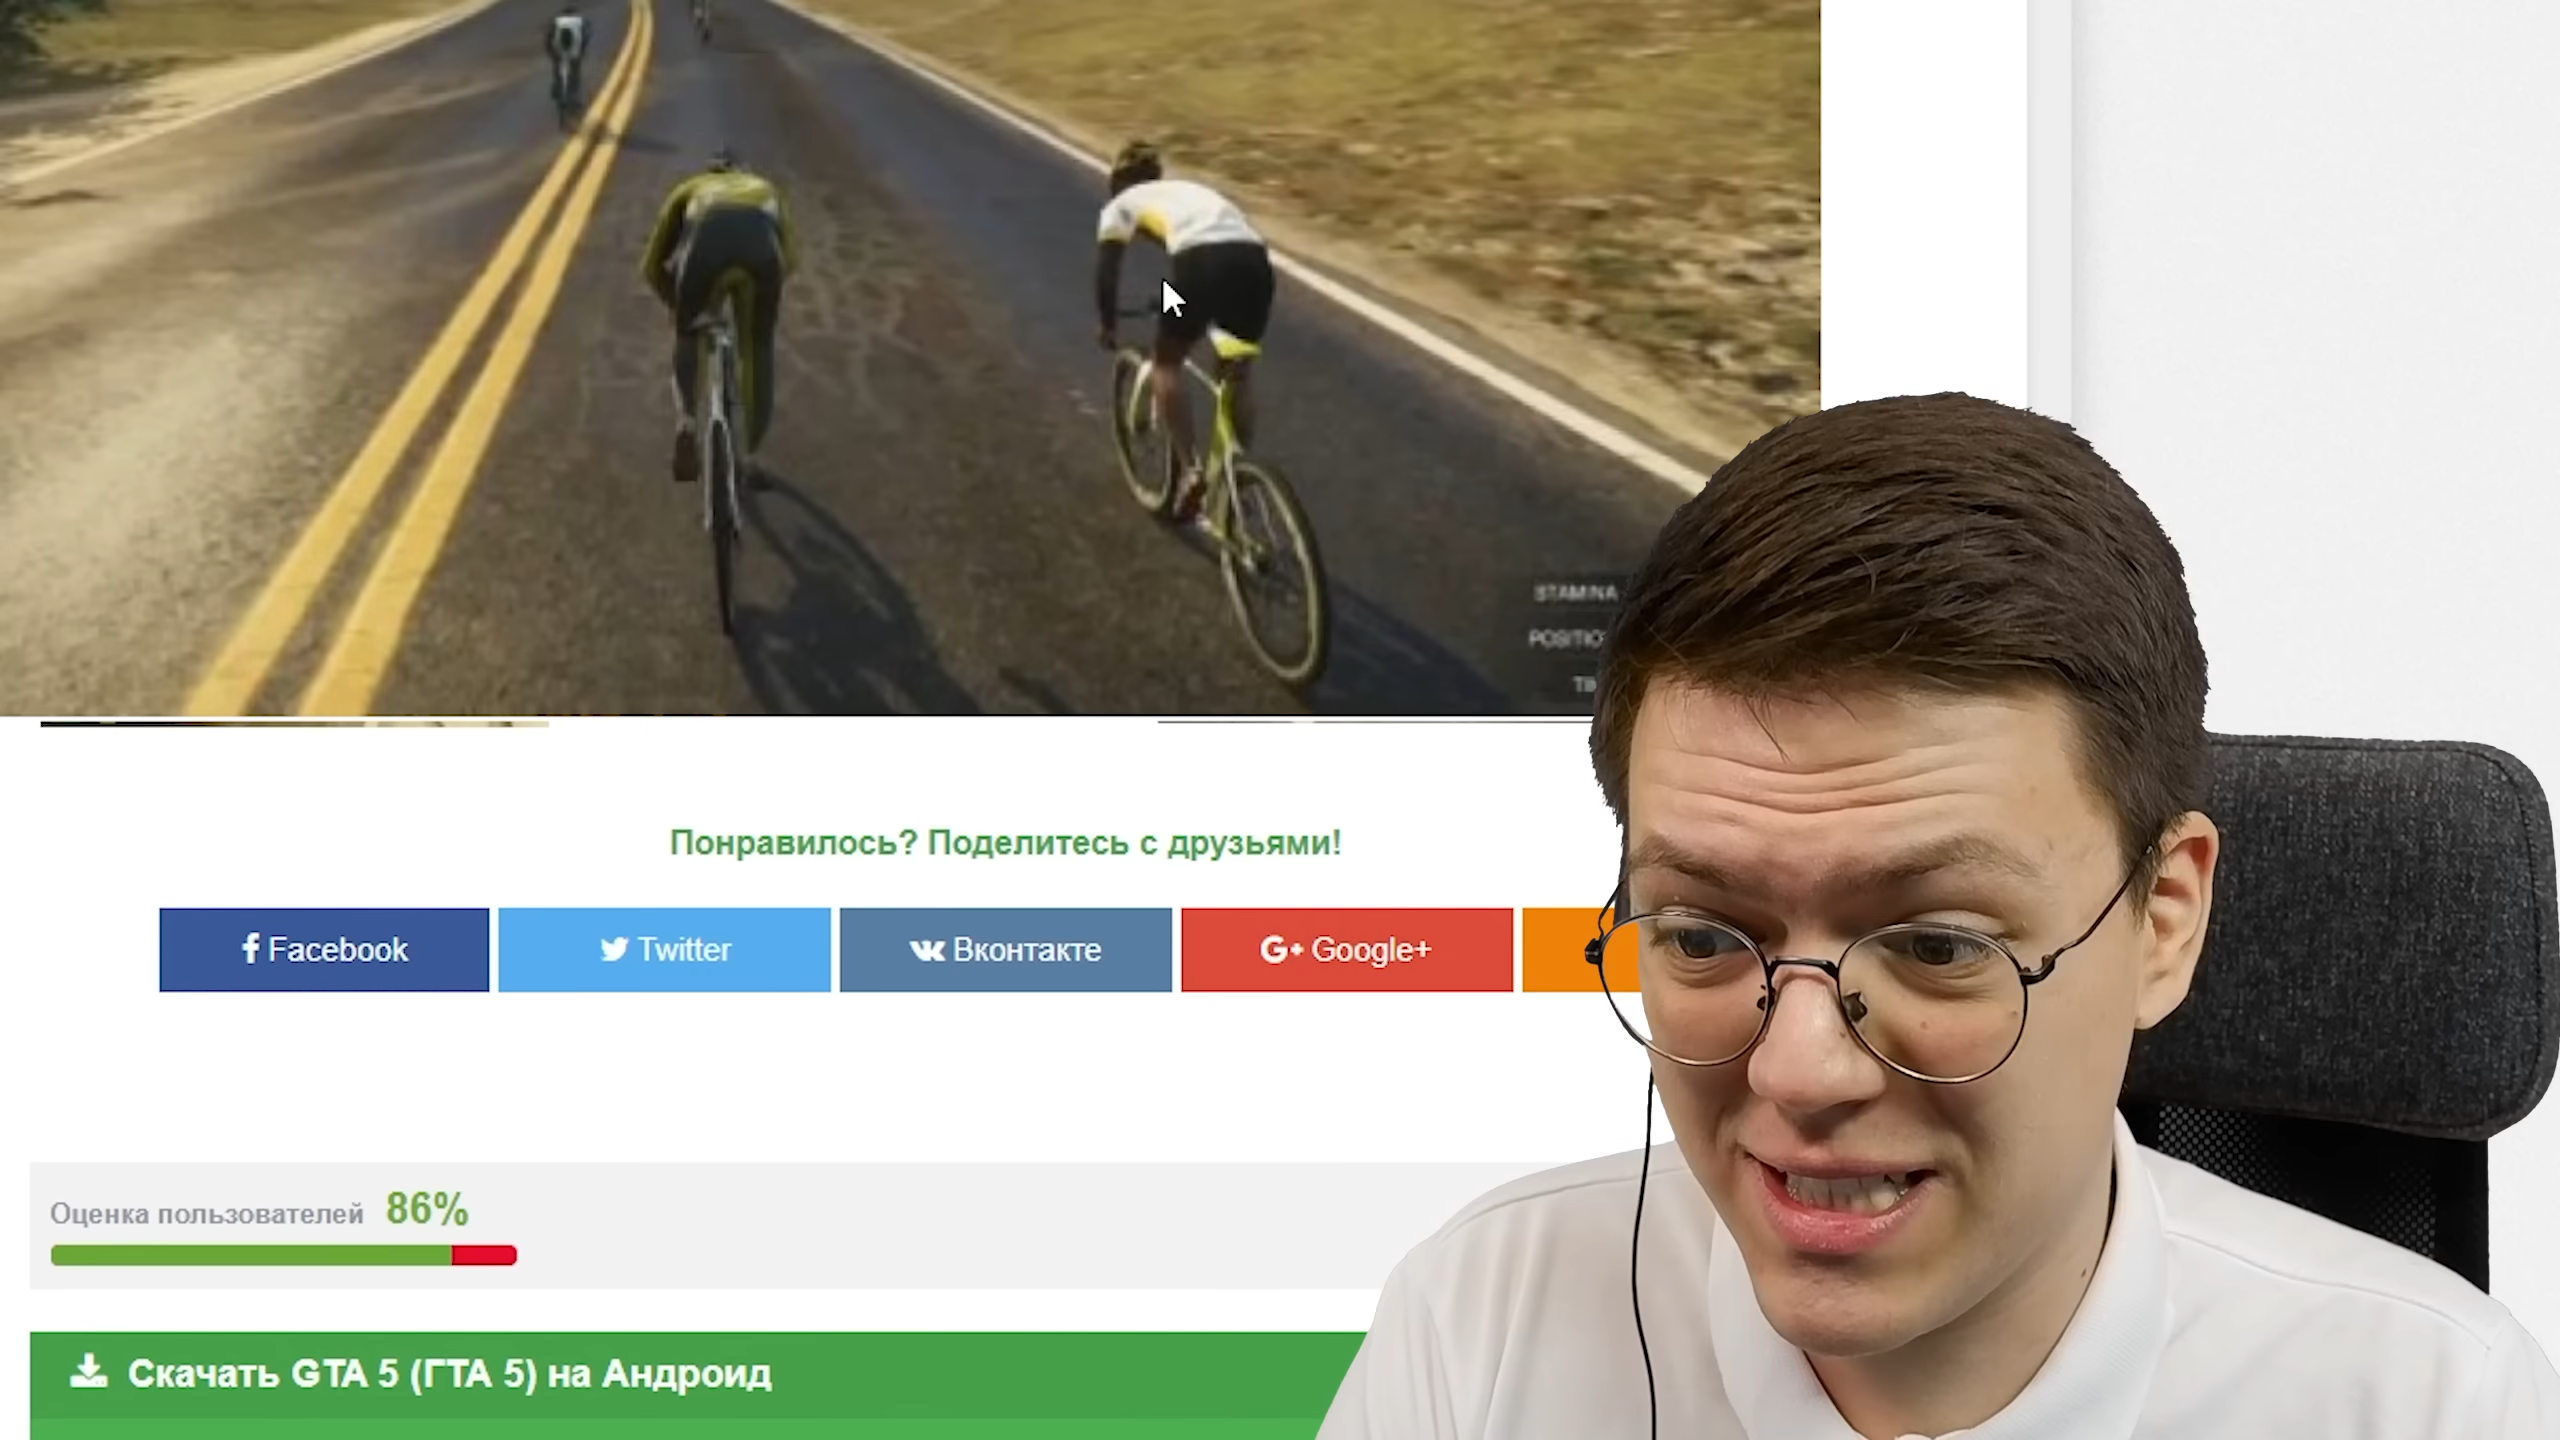 STAMINA
Понравилось? Поделитесь с друзьями!
Facebook
Twitter
Вконтакте
G+ Google+
Оценка пользователей 86%
Скачать GTA 5 (ГТА 5) на Андроид